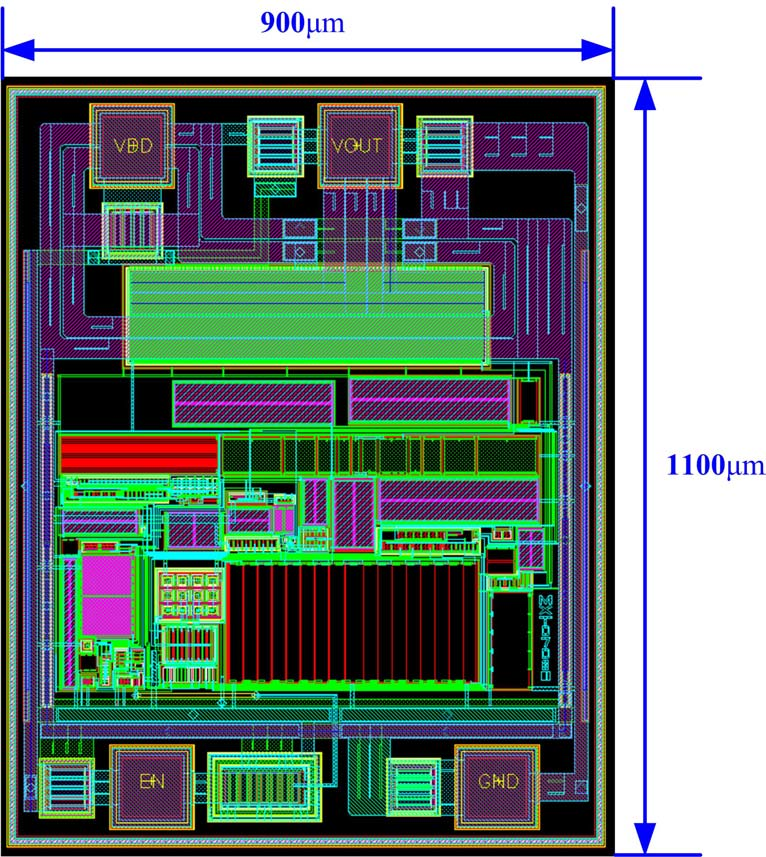 900μm
VDD
VOUT
1100μm
EN
GND